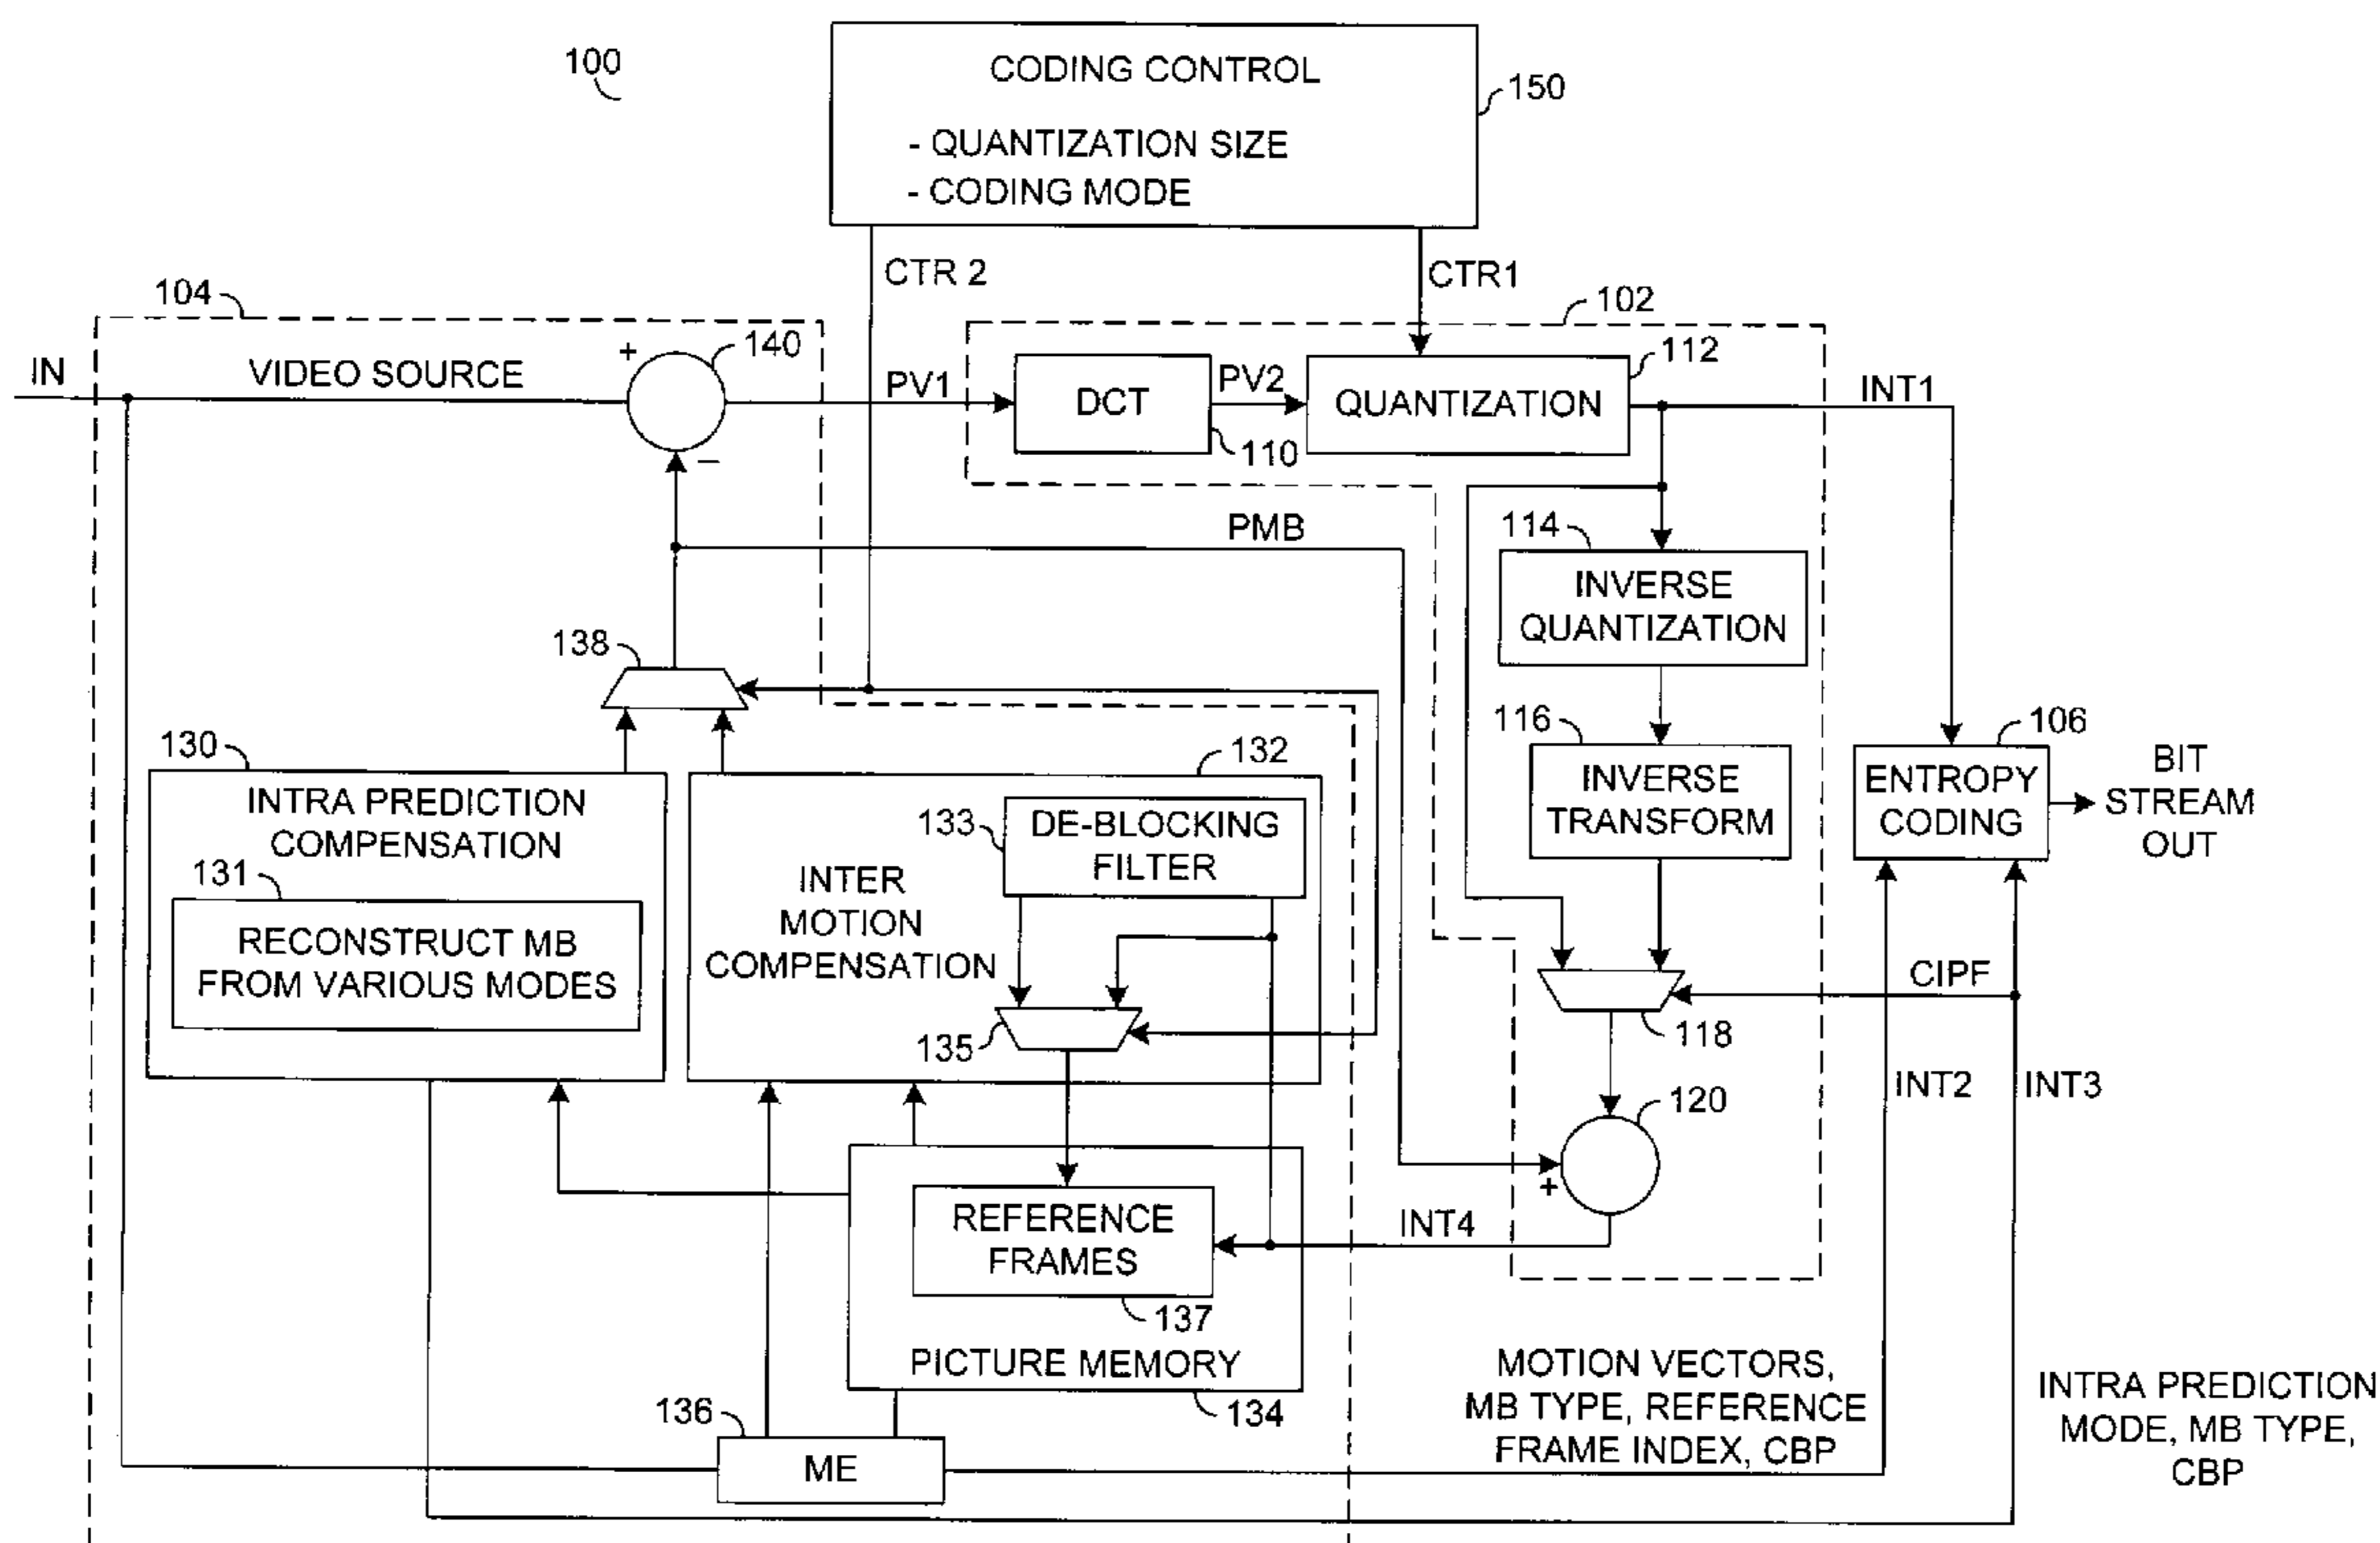 100
CODING CONTROL
- QUANTIZATION SIZE
- CODING MODE
150
CTR 2
CTR1
104
102
IN
VIDEO SOURCE
+
140
−
PV1
DCT
110
PV2
QUANTIZATION
112
INT1
PMB
114
INVERSE
QUANTIZATION
138
116
INVERSE
TRANSFORM
106
ENTROPY
CODING
BIT
STREAM
OUT
130
INTRA PREDICTION
COMPENSATION
131
RECONSTRUCT MB
FROM VARIOUS MODES
132
133
DE-BLOCKING
FILTER
INTER
MOTION
COMPENSATION
135
CIPF
118
INT2
INT3
120
+
REFERENCE
FRAMES
137
INT4
PICTURE MEMORY
134
136
ME
MOTION VECTORS,
MB TYPE, REFERENCE
FRAME INDEX, CBP
INTRA PREDICTION
MODE, MB TYPE,
CBP